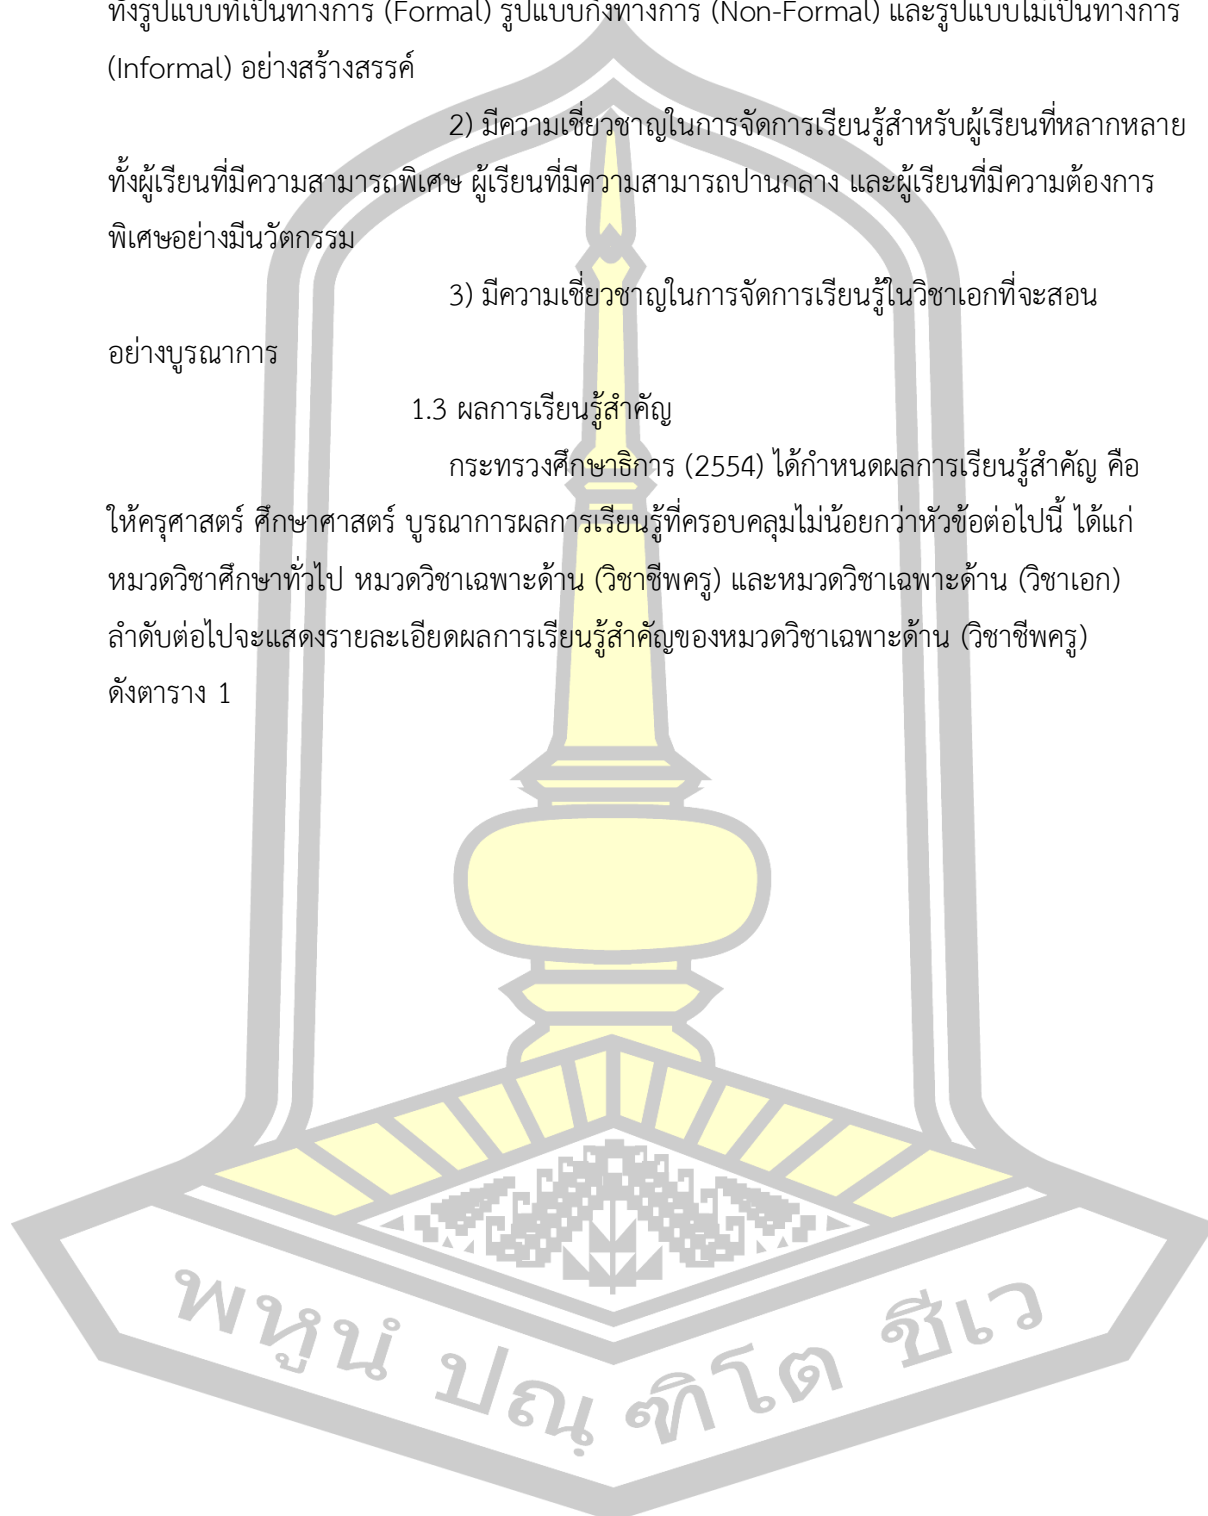 ทั้งรูปแบบที่เป็นทางการ (Formal) รูปแบบกึ่งทางการ (Non-Formal) และรูปแบบไม่เป็นทางการ
(Informal) อย่างสร้างสรรค์
2) มีความเชี่ยวชาญในการจัดการเรียนรู้สำหรับผู้เรียนที่หลากหลาย
ทั้งผู้เรียนที่มีความสามารถพิเศษ ผู้เรียนที่มีความสามารถปานกลาง และผู้เรียนที่มีความต้องการ
พิเศษอย่างมีนวัตกรรม
3) มีความเชี่ยวชาญในการจัดการเรียนรู้ในวิชาเอกที่จะสอน
อย่างบูรณาการ
1.3 ผลการเรียนรู้สำคัญ
กระทรวงศึกษาธิการ (2554) ได้กำหนดผลการเรียนรู้สำคัญ คือ
ให้ครุศาสตร์ ศึกษาศาสตร์ บูรณาการผลการเรียนรู้ที่ครอบคลุมไม่น้อยกว่าหัวข้อต่อไปนี้ ได้แก่
หมวดวิชาศึกษาทั่วไป หมวดวิชาเฉพาะด้าน (วิชาชีพครู) และหมวดวิชาเฉพาะด้าน (วิชาเอก)
ลำดับต่อไปจะแสดงรายละเอียดผลการเรียนรู้สำคัญของหมวดวิชาเฉพาะด้าน (วิชาชีพครู)
ดังตาราง 1
พหูนํ ปณฺฑิโต ชีเว